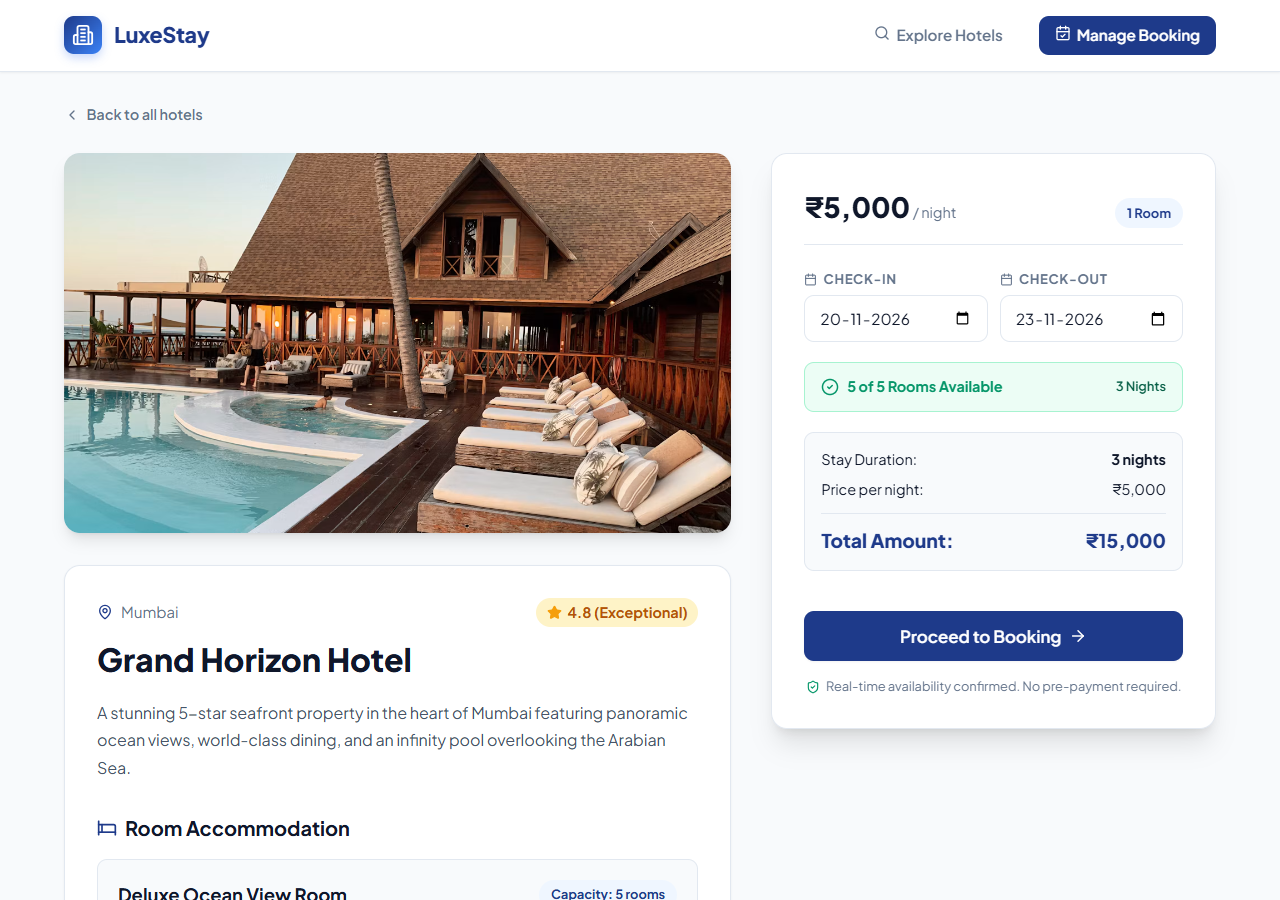 LuxeStay
Explore Hotels
Manage Booking
Back to all hotels
₹5,000 / night
1 Room
CHECK-IN
CHECK-OUT
20-11-2026
23-11-2026
5 of 5 Rooms Available
3 Nights
Stay Duration:
3 nights
Price per night:
₹5,000
Total Amount:
₹15,000
Proceed to Booking
Real-time availability confirmed. No pre-payment required.
Mumbai
4.8 (Exceptional)
Grand Horizon Hotel
A stunning 5-star seafront property in the heart of Mumbai featuring panoramic
ocean views, world-class dining, and an infinity pool overlooking the Arabian
Sea.
Room Accommodation
Deluxe Ocean View Room
Capacity: 5 rooms